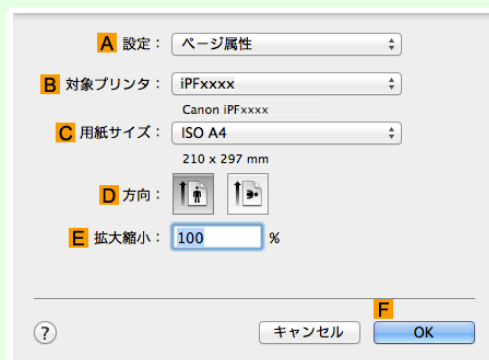 A 設定： ページ属性
B 対象プリンタ： iPFxxxx
Canon iPFxxxx
C 用紙サイズ： ISO A4
210 x 297 mm
D 方向：
E 拡大縮小： 100 %
F
? キャンセル OK